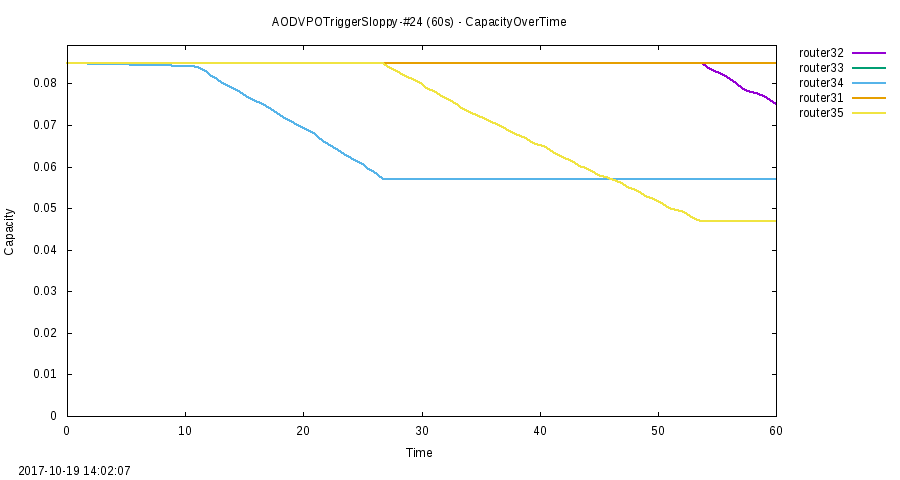 AODVPOTriggerSloppy-#24 (60s) - CapacityOverTime
router32
router33
router34
router31
router35
0.08
0.07
0.06
0.05
0.04
0.03
0.02
0.01
0
Capacity
0 10 20 30 40 50 60
Time
2017-10-19 14:02:07